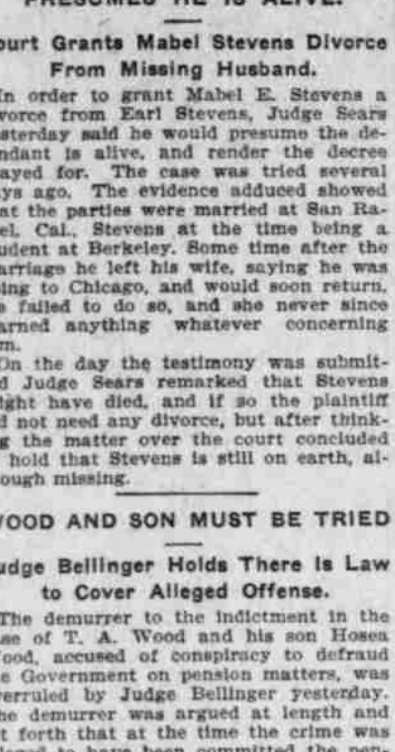 PRESUMES HE IS ALIVE.
ourt Grants Mabel Stevens Divorce
From Missing Husband.
In order to grant Mabel E. Stevens a
vorce from Earl Stevens, Judge Sears
sterday said he would presume the de-
ndant is alive, and render the decree
ayed for. The case was tried several
ys ago. The evidence adduced showed
at the parties were married at San Ra-
el, Cal., Stevens at the time being a
udent at Berkeley. Some time after the
arriage he left his wife, saying he was
ing to Chicago, and would soon return.
e failed to do so, and she never since
arned anything whatever concerning
m.
On the day the testimony was submit-
d Judge Sears remarked that Stevens
ight have died, and if so the plaintiff
d not need any divorce, but after think-
g the matter over the court concluded
hold that Stevens is still on earth, al-
ough missing.
WOOD AND SON MUST BE TRIED
udge Bellinger Holds There Is Law
to Cover Alleged Offense.
The demurrer to the indictment in the
se of T. A. Wood and his son Hosea
ood, accused of conspiracy to defraud
e Government on pension matters, was
erruled by Judge Bellinger yesterday.
he demurrer was argued at length and
t forth that at the time the crime was
leged to have been committed the pen-